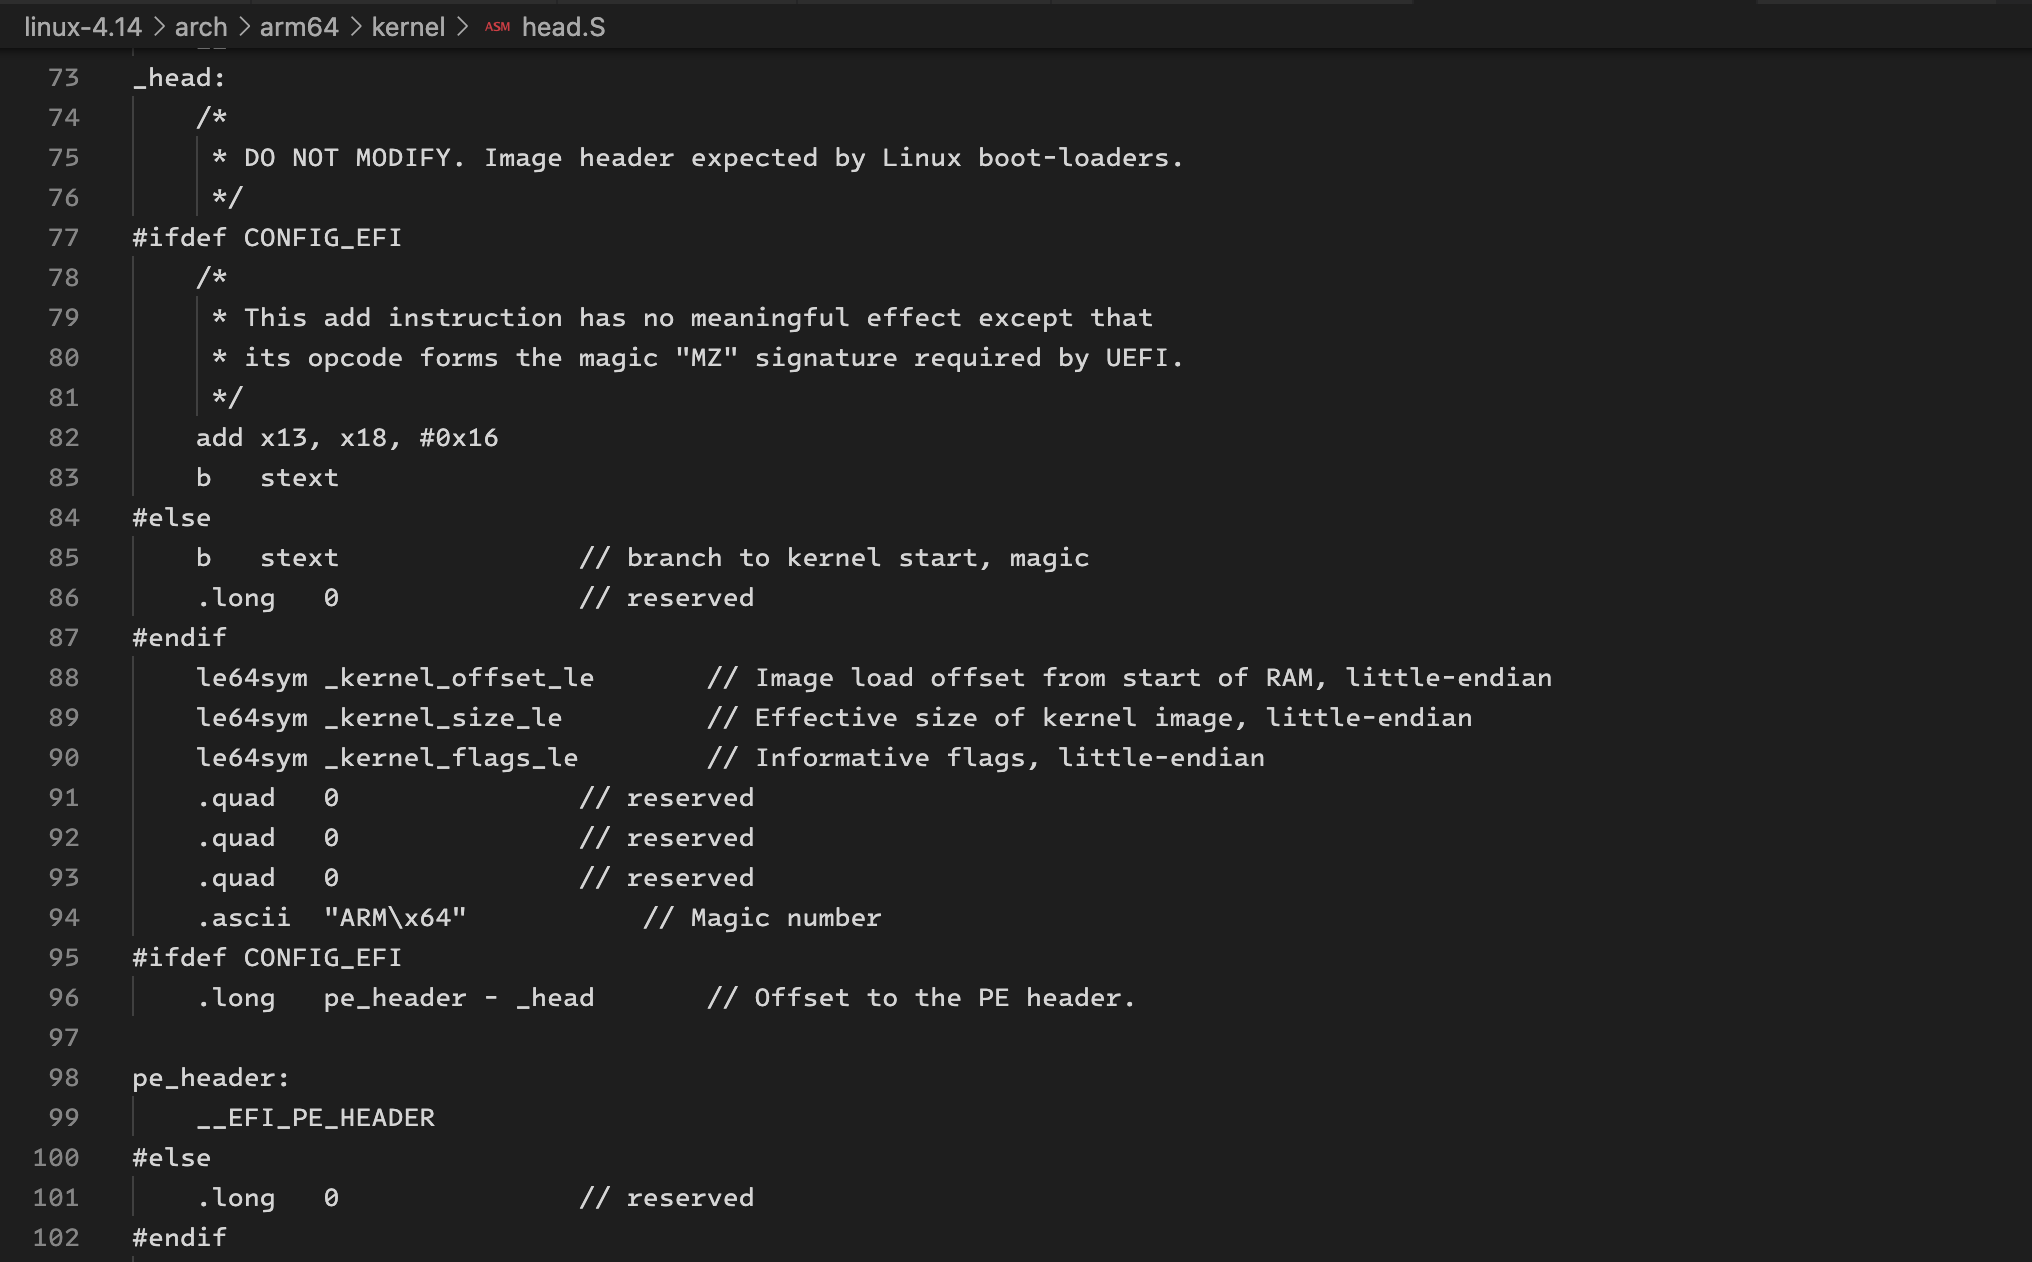 linux-4.14 > arch > arm64 > kernel > ASM head.S
73 _head:
74 /*
75 * DO NOT MODIFY. Image header expected by Linux boot-loaders.
76 */
77 #ifdef CONFIG_EFI
78 /*
79 * This add instruction has no meaningful effect except that
80 * its opcode forms the magic "MZ" signature required by UEFI.
81 */
82 add x13, x18, #0x16
83 b stext
84 #else
85 b stext // branch to kernel start, magic
86 .long 0 // reserved
87 #endif
88 le64sym _kernel_offset_le // Image load offset from start of RAM, little-endian
89 le64sym _kernel_size_le // Effective size of kernel image, little-endian
90 le64sym _kernel_flags_le // Informative flags, little-endian
91 .quad 0 // reserved
92 .quad 0 // reserved
93 .quad 0 // reserved
94 .ascii "ARM\x64" // Magic number
95 #ifdef CONFIG_EFI
96 .long pe_header - _head // Offset to the PE header.
97
98 pe_header:
99 __EFI_PE_HEADER
100 #else
101 .long 0 // reserved
102 #endif